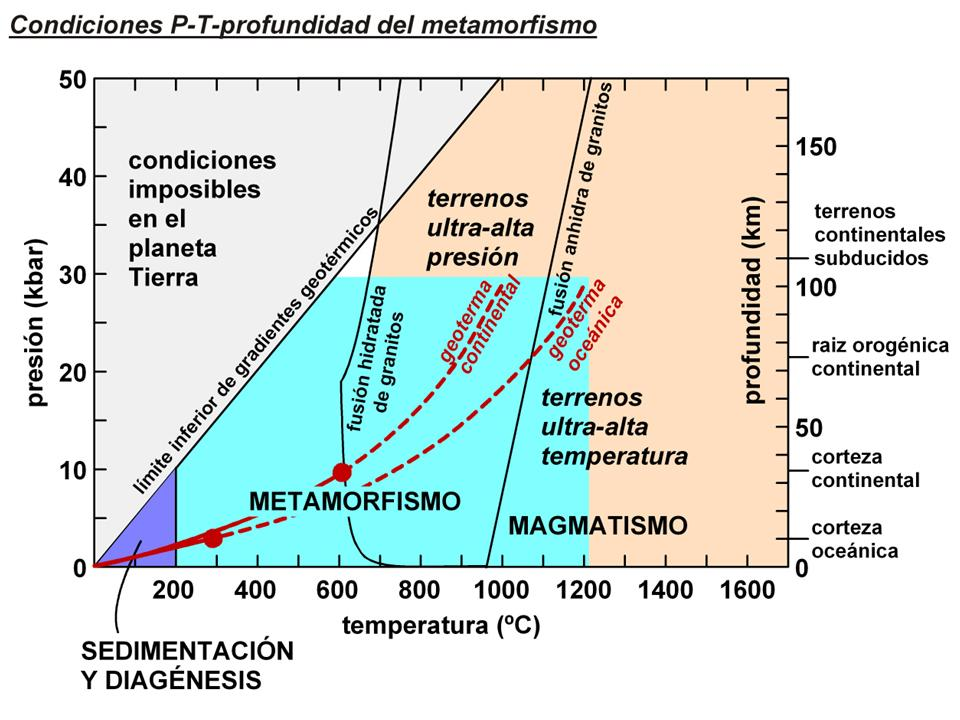 Condiciones P-T-profundidad del metamorfismo
presión (kbar)
50
40
30
20
10
0
condiciones
imposibles
en el
planeta
Tierra
límite inferior de gradientes geotérmicos
terrenos
ultra-alta
presión
fusión anhidra de granitos
fusión hidratada
de granitos
geoterma
continental
geoterma
oceánica
terrenos
ultra-alta
temperatura
METAMORFISMO
MAGMATISMO
200
400
600
800
1000
1200
1400
1600
temperatura (ºC)
SEDIMENTACIÓN
Y DIAGÉNESIS
profundidad (km)
150
100
50
0
terrenos
continentales
subducidos
raiz orogénica
continental
corteza
continental
corteza
oceánica